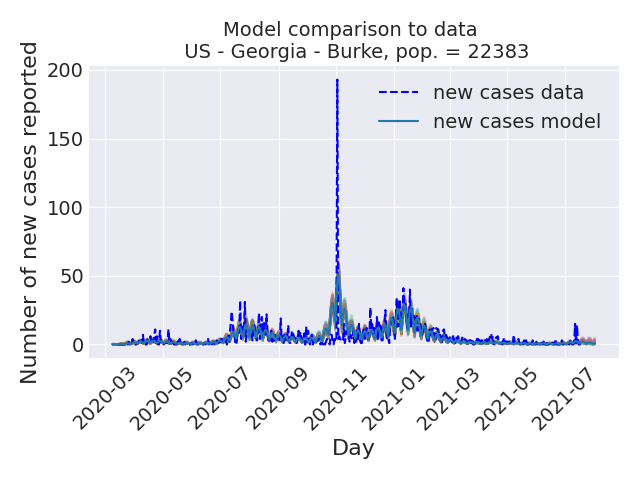 Model comparison to data
US - Georgia - Burke, pop. = 22383
Number of new cases reported
200
150
100
50
0
new cases data
new cases model
2020-03
2020-05
2020-07
2020-09
2020-11
2021-01
2021-03
2021-05
2021-07
Day